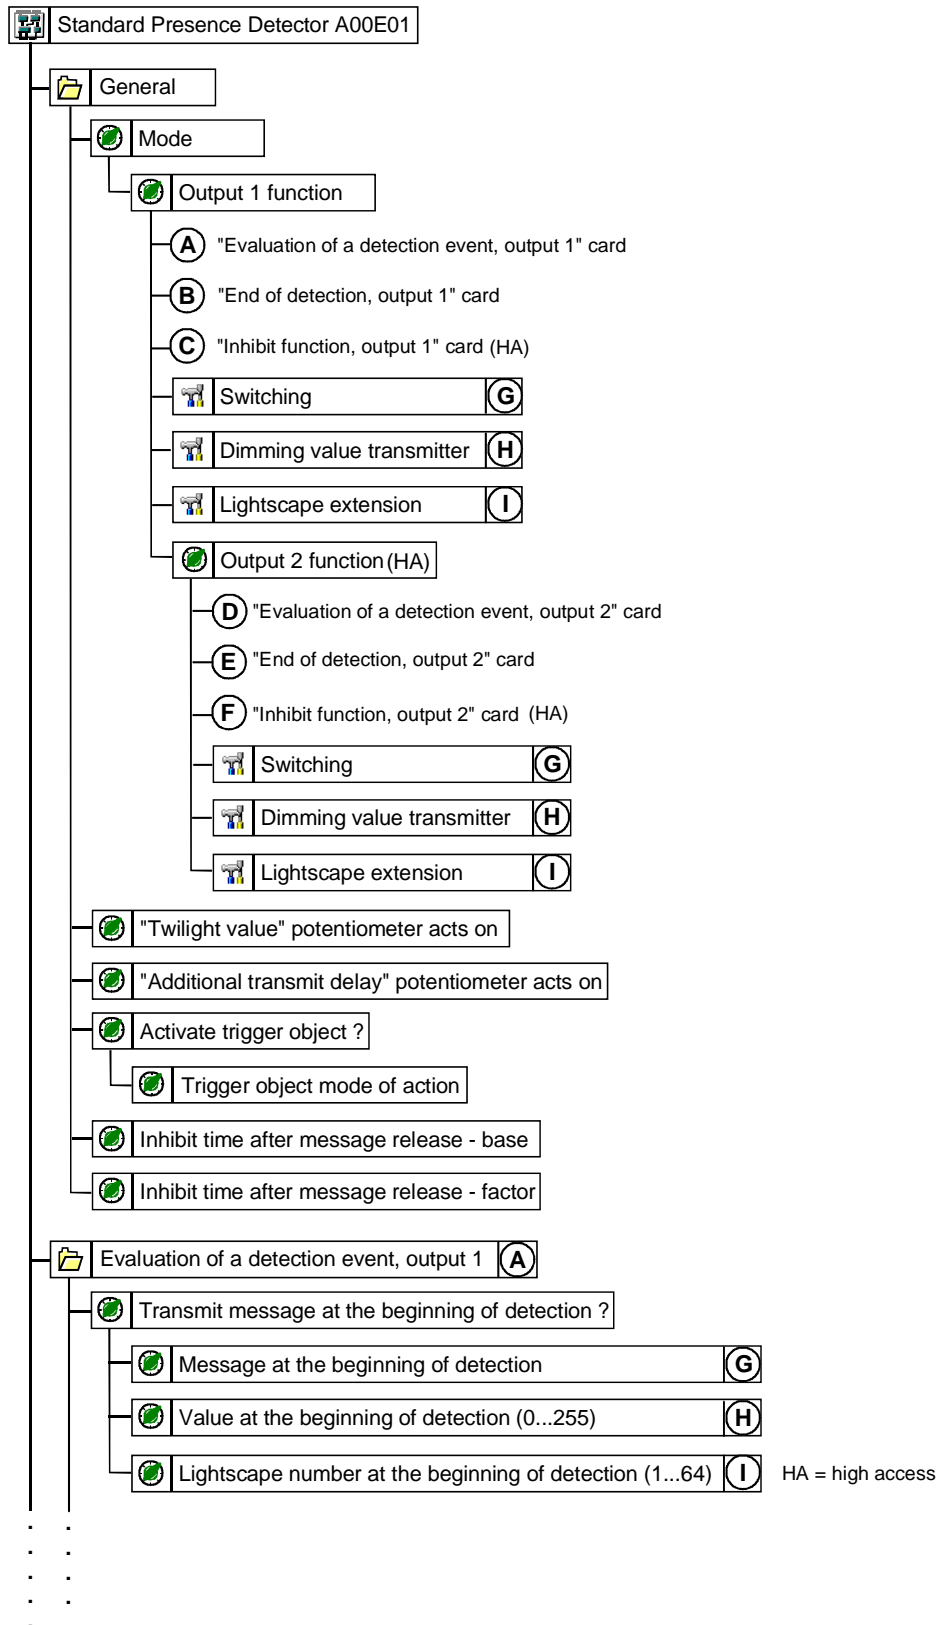 Standard Presence Detector A00E01
General
Mode
Output 1 function
A "Evaluation of a detection event, output 1" card
B "End of detection, output 1" card
C "Inhibit function, output 1" card (HA)
Switching G
Dimming value transmitter H
Lightscape extension I
Output 2 function (HA)
D "Evaluation of a detection event, output 2" card
E "End of detection, output 2" card
F "Inhibit function, output 2" card (HA)
Switching G
Dimming value transmitter H
Lightscape extension I
"Twilight value" potentiometer acts on
"Additional transmit delay" potentiometer acts on
Activate trigger object ?
Trigger object mode of action
Inhibit time after message release - base
Inhibit time after message release - factor
Evaluation of a detection event, output 1 A
Transmit message at the beginning of detection ?
Message at the beginning of detection G
Value at the beginning of detection (0...255) H
Lightscape number at the beginning of detection (1...64) I HA = high access